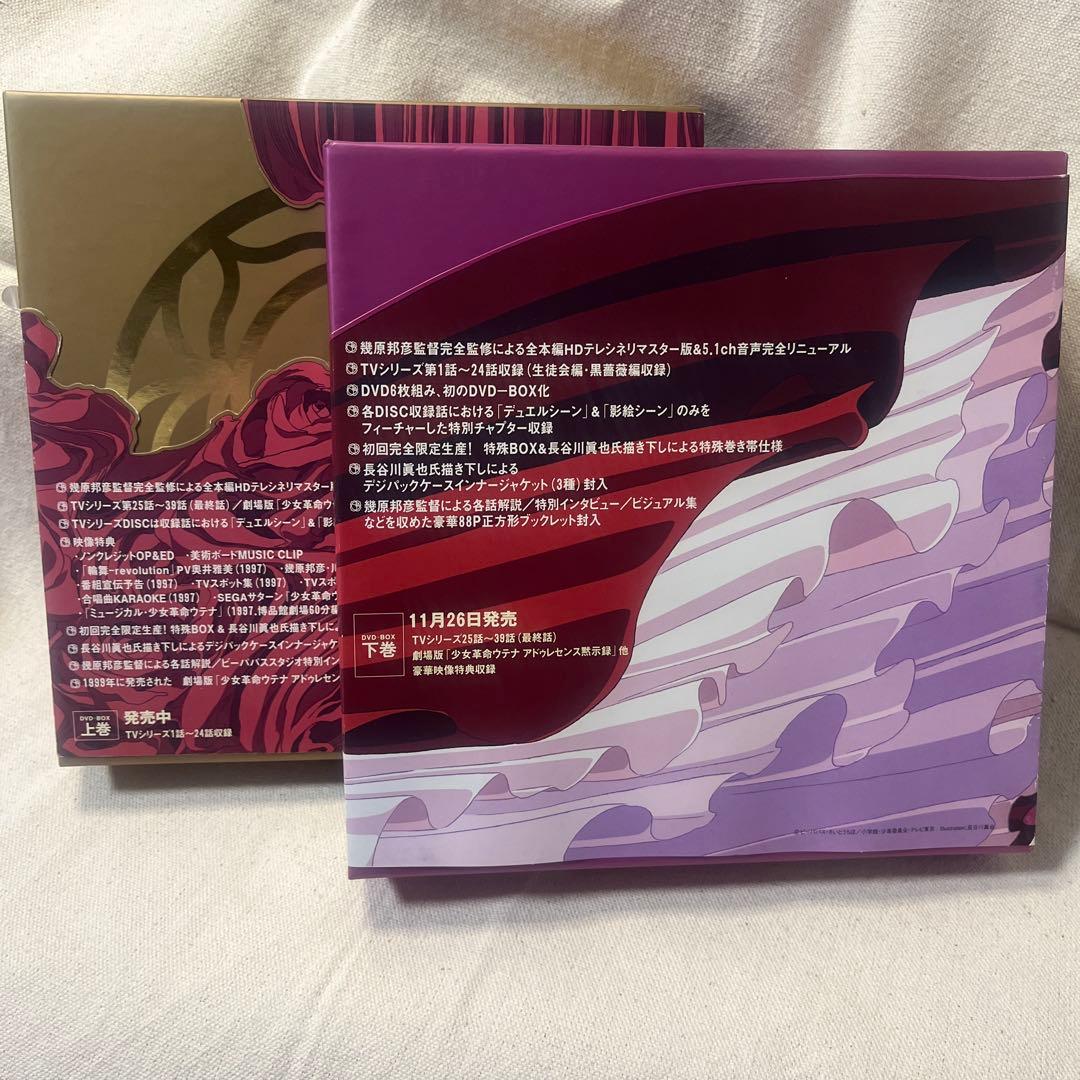 幾原邦彦監督完全監修による全本編HDテレシネリマスター版&5.1ch音声完全リニューアル
TVシリーズ第1話〜24話収録(生徒会編・黒薔薇編収録)
DVD6枚組み、初のDVD-BOX化
各DISC収録話における「デュエルシーン」&「影絵シーン」のみを
フィーチャーした特別チャプター収録
初回完全限定生産! 特殊BOX&長谷川眞也氏描き下しによる特殊巻き帯仕様
長谷川眞也氏描き下しによる
デジパックケースインナージャケット(3種)封入
幾原邦彦監督による各話解説/特別インタビュー/ビジュアル集
などを収めた豪華88P正方形ブックレット封入
DVD-BOX
下巻
11月26日発売
TVシリーズ25話〜39話(最終話)
劇場版「少女革命ウテナ アドゥレセンス黙示録」他
豪華映像特典収録
幾原邦彦監督完全監修による全本編HDテレシネリマスター
TVシリーズ第25話〜39話(最終話)/劇場版「少女革命ウテ
TVシリーズDISCは収録話における「デュエルシーン」&「影
映像特典
・ノンクレジットOP&ED ・美術ボードMUSIC CLIP
・「輪舞-revolution」PV奥井雅美(1997) ・幾原邦彦・
・番組宣伝予告(1997) ・TVスポット集(1997) ・TVスポ
・合唱曲KARAOKE(1997) ・SEGAサターン「少女革命ウ
・「ミュージカル・少女革命ウテナ」(1997、博品館劇場60分編
初回完全限定生産! 特殊BOX & 長谷川眞也氏描き下しに
長谷川眞也氏描き下しによるデジパックケースインナージャケ
幾原邦彦監督による各話解説/ビーパパススタジオ特別イン
1999年に発売された 劇場版「少女革命ウテナ アドゥレセン
DVD-BOX
上巻
発売中
TVシリーズ1話〜24話収録